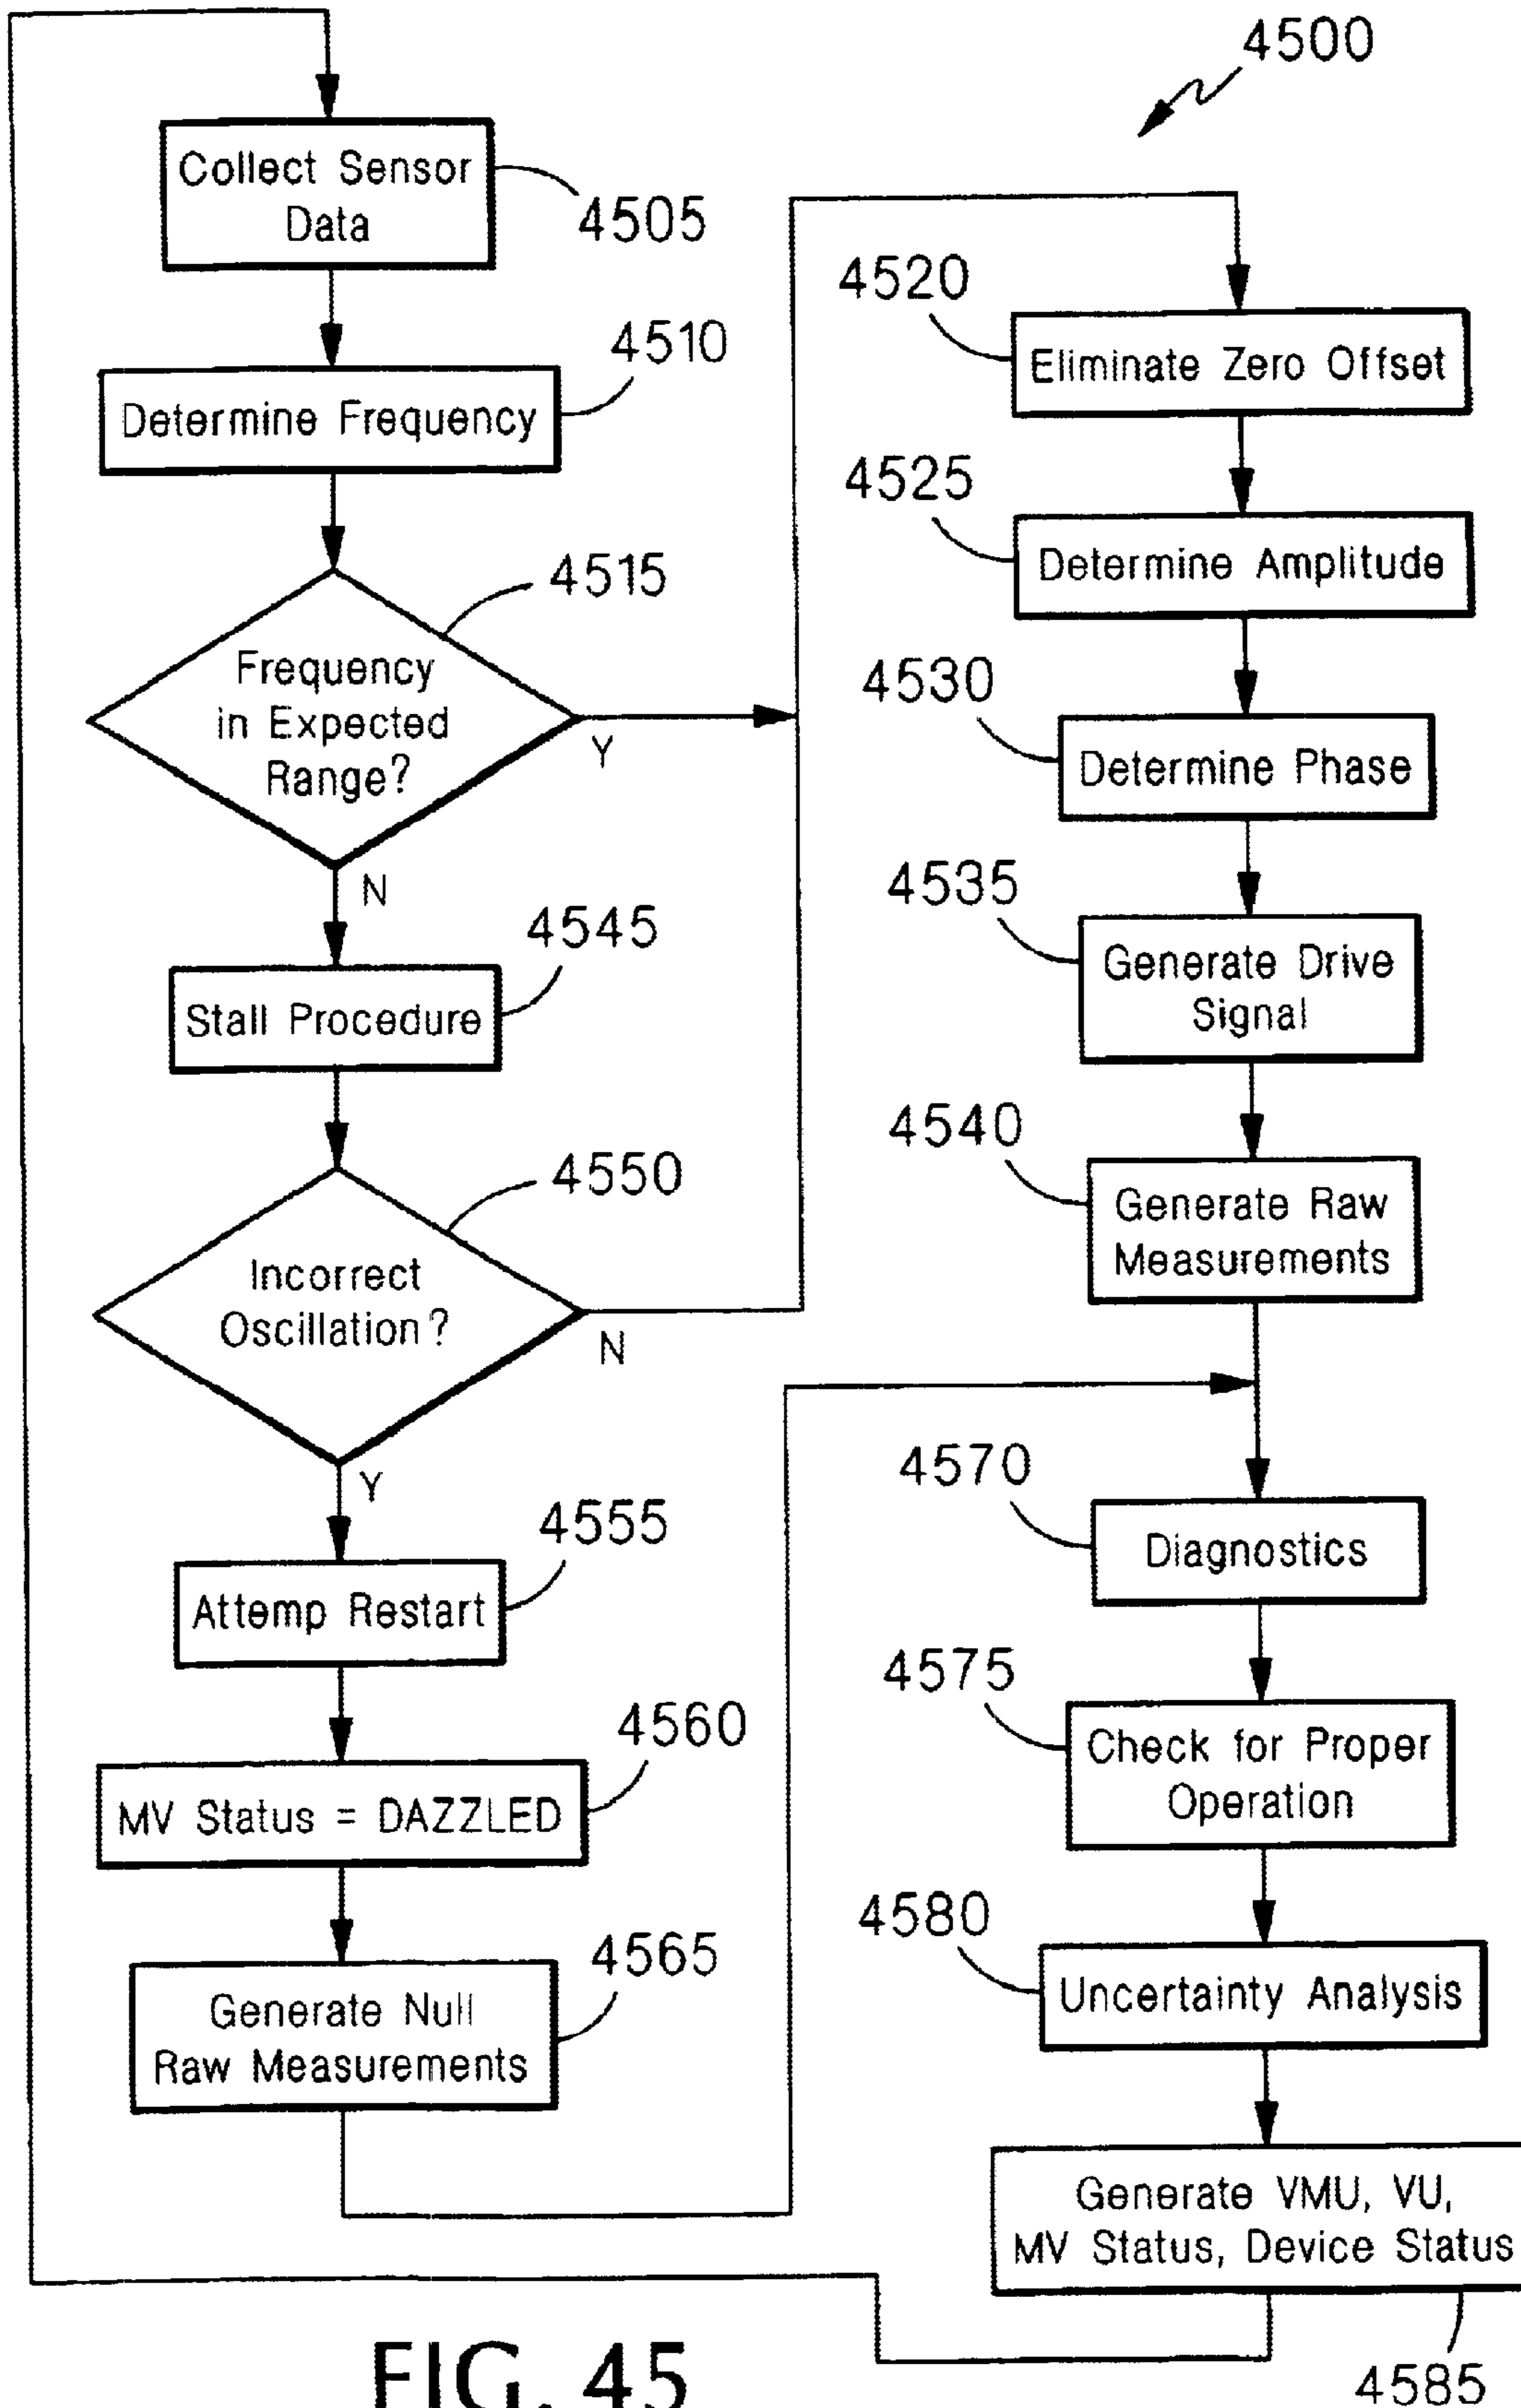 4500
Collect Sensor
Data
4505
Determine Frequency
4510
Frequency
in Expected
Range?
4515
Y
N
Stall Procedure
4545
Incorrect
Oscillation?
4550
N
Y
Attemp Restart
4555
MV Status = DAZZLED
4560
Generate Null
Raw Measurements
4565
4520
Eliminate Zero Offset
4525
Determine Amplitude
4530
Determine Phase
4535
Generate Drive
Signal
4540
Generate Raw
Measurements
4570
Diagnostics
4575
Check for Proper
Operation
4580
Uncertainty Analysis
Generate VMU, VU,
MV Status, Device Status
4585
FIG. 45